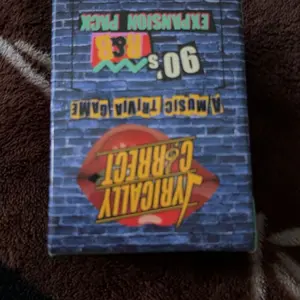 LYRICALLY
CORRECT
A MUSIC TRIVIA GAME
90's
EXPANSION PACK